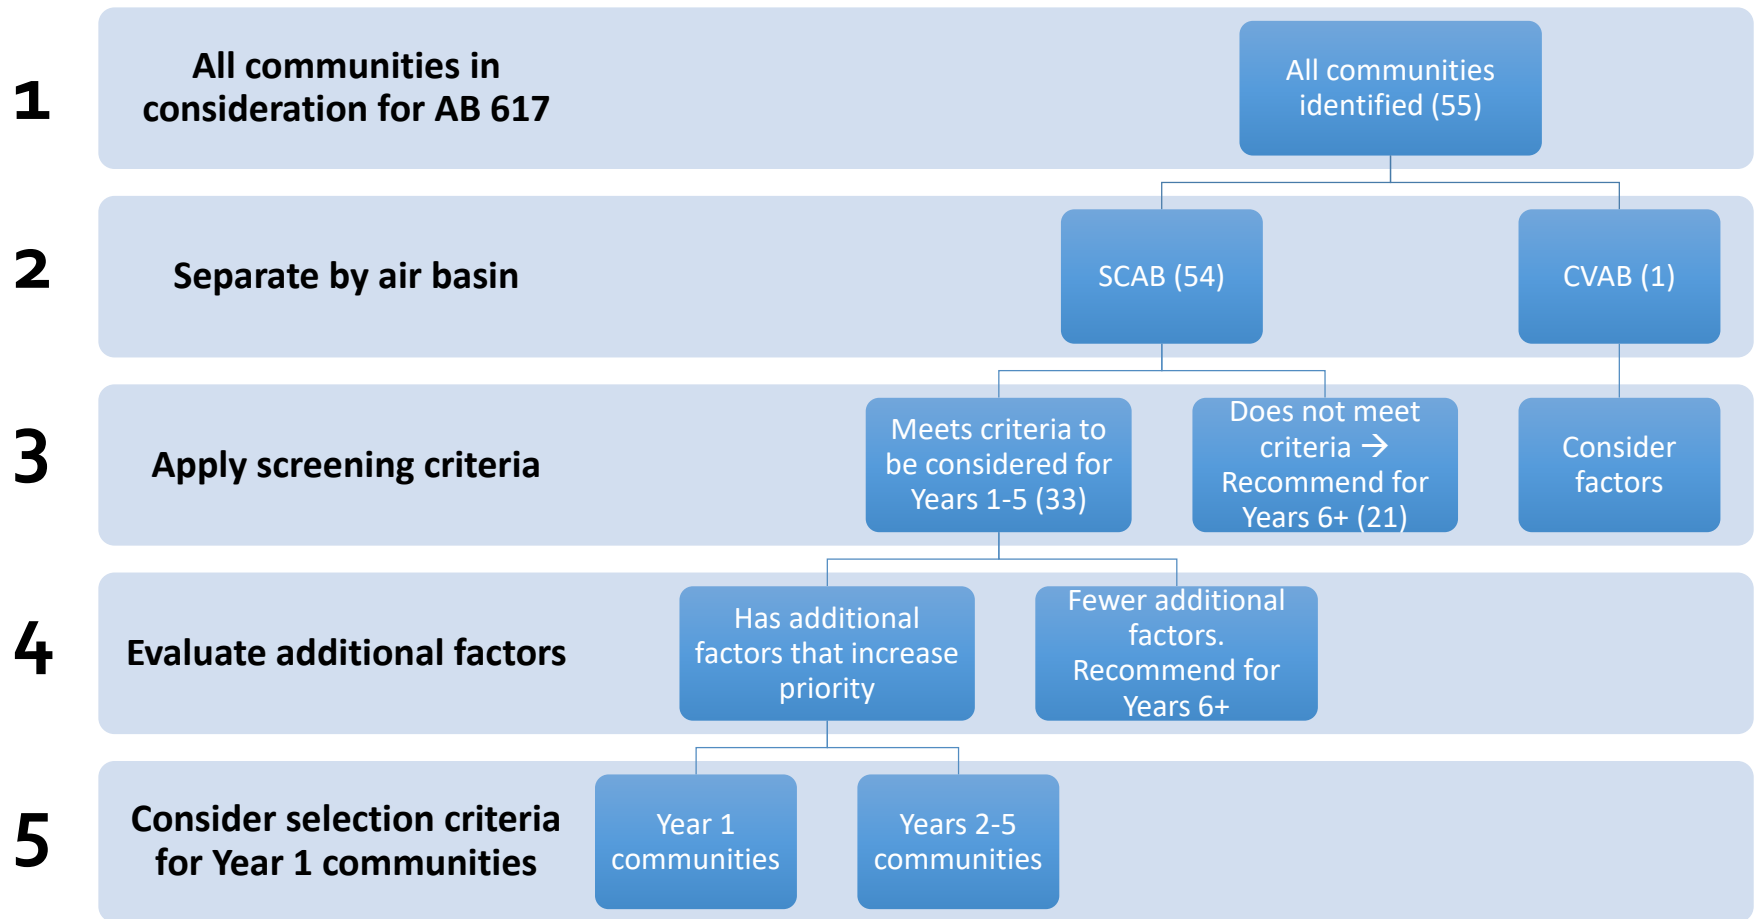 1
All communities in
consideration for AB 617
All communities
identified (55)
2
Separate by air basin
SCAB (54)
CVAB (1)
3
Apply screening criteria
Meets criteria to
be considered for
Years 1-5 (33)
Does not meet
criteria →
Recommend for
Years 6+ (21)
Consider
factors
4
Evaluate additional factors
Has additional
factors that increase
priority
Fewer additional
factors.
Recommend for
Years 6+
5
Consider selection criteria
for Year 1 communities
Year 1
communities
Years 2-5
communities